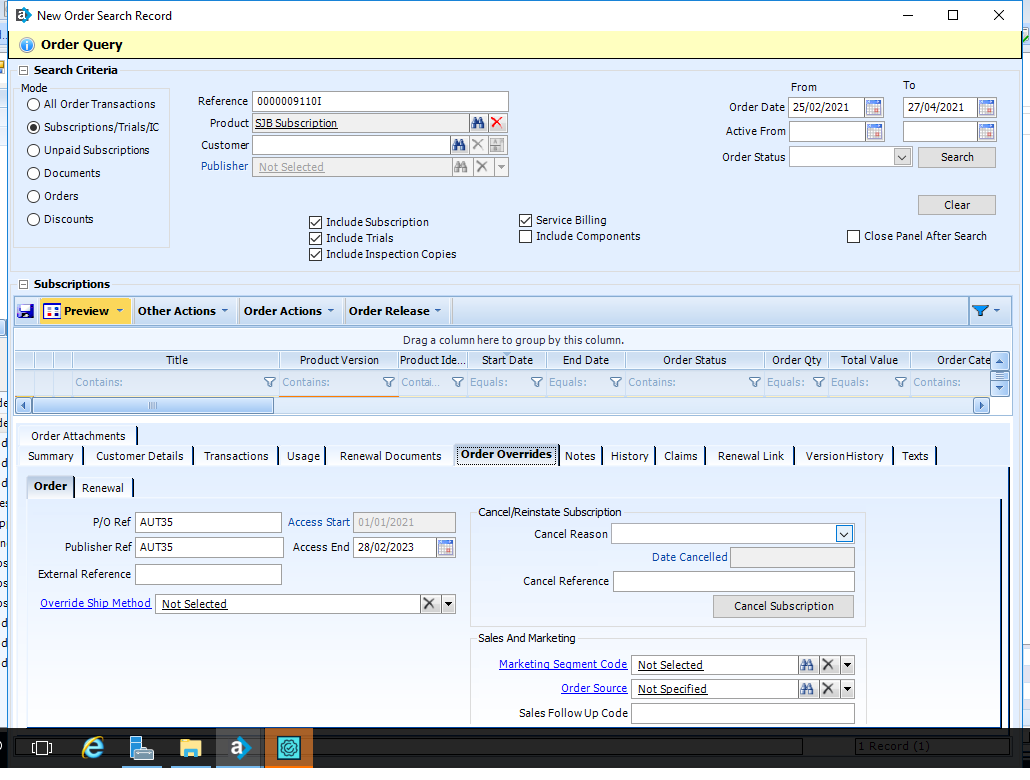 New Order Search Record
Order Query
Search Criteria
Mode
All Order Transactions
Subscriptions/Trials/IC
Unpaid Subscriptions
Documents
Orders
Discounts
Reference 0000009110I
Product SJB Subscription
Customer
Publisher Not Selected
From To
Order Date 25/02/2021 27/04/2021
Active From
Order Status Search
Clear
Include Subscription
Include Trials
Include Inspection Copies
Service Billing
Include Components
Close Panel After Search
Subscriptions
Preview Other Actions Order Actions Order Release
Drag a column here to group by this column.
Title Product Version Product Ide... Start Date End Date Order Status Order Qty Total Value Order Cate
Contains: Contains: Contai... Equals: Equals: Contains: Equals: Equals: Contains:
Order Attachments
Summary Customer Details Transactions Usage Renewal Documents Order Overrides Notes History Claims Renewal Link VersionHistory Texts
Order Renewal
P/O Ref AUT35 Access Start 01/01/2021
Publisher Ref AUT35 Access End 28/02/2023
External Reference
Override Ship Method Not Selected
Cancel/Reinstate Subscription
Cancel Reason
Date Cancelled
Cancel Reference
Cancel Subscription
Sales And Marketing
Marketing Segment Code Not Selected
Order Source Not Specified
Sales Follow Up Code
1 Record (1)